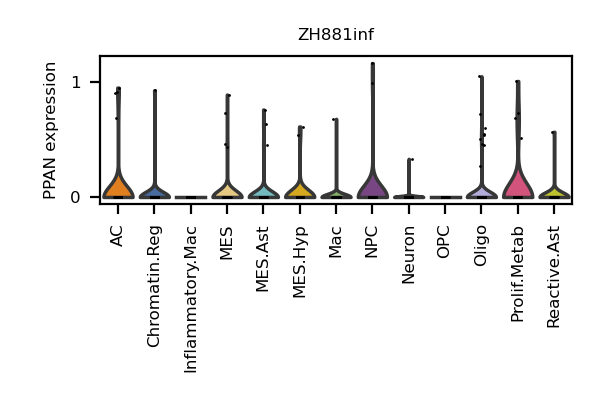 ZH881inf
PPAN expression
1
0
AC
Chromatin.Reg
Inflammatory.Mac
MES
MES.Ast
MES.Hyp
Mac
NPC
Neuron
OPC
Oligo
Prolif.Metab
Reactive.Ast